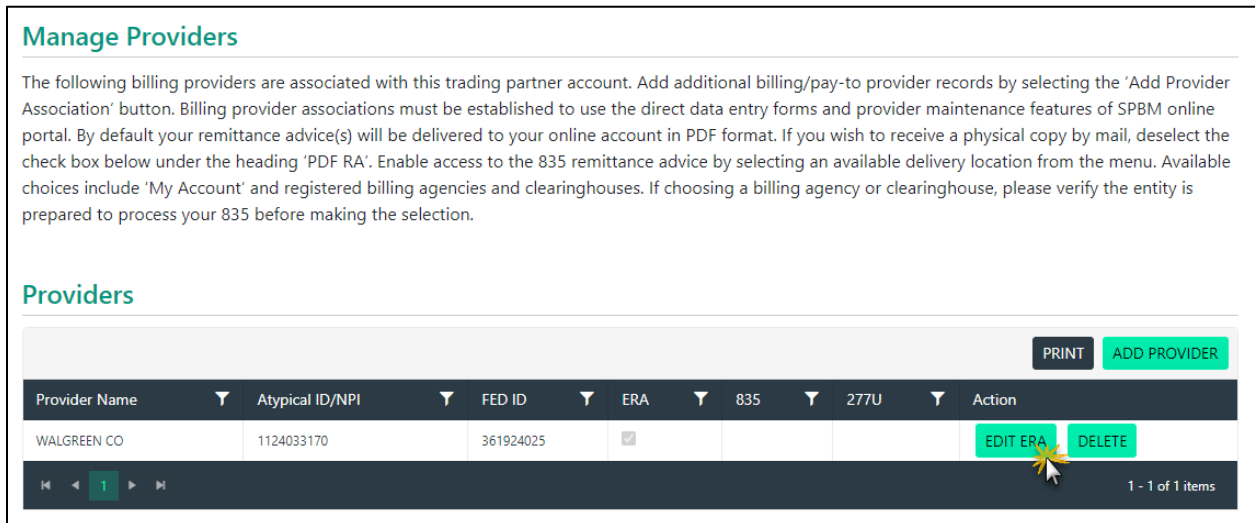 Manage Providers
The following billing providers are associated with this trading partner account. Add additional billing/pay-to provider records by selecting the ‘Add Provider
Association’ button. Billing provider associations must be established to use the direct data entry forms and provider maintenance features of SPBM online
portal. By default your remittance advice(s) will be delivered to your online account in PDF format. If you wish to receive a physical copy by mail, deselect the
check box below under the heading ‘PDF RA’. Enable access to the 835 remittance advice by selecting an available delivery location from the menu. Available
choices include ‘My Account’ and registered billing agencies and clearinghouses. If choosing a billing agency or clearinghouse, please verify the entity is
prepared to process your 835 before making the selection.
Providers
PRINT ADD PROVIDER
Provider Name Atypical ID/NPI FED ID ERA 835 277U Action
WALGREEN CO 1124033170 361924025 EDIT ERA DELETE
1 1 - 1 of 1 items